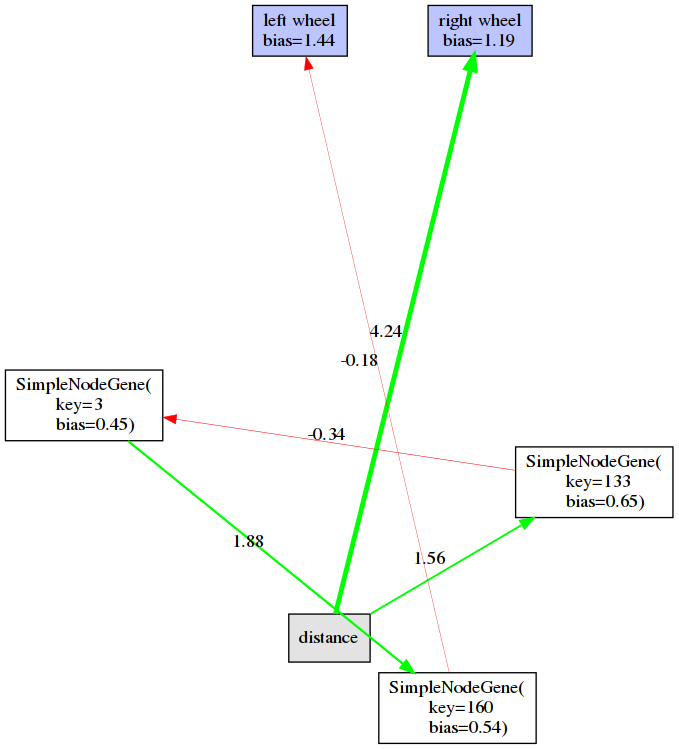 left wheel
bias=1.44
right wheel
bias=1.19
4.24
-0.18
SimpleNodeGene(
key=3
bias=0.45)
-0.34
SimpleNodeGene(
key=133
bias=0.65)
1.88
1.56
distance
SimpleNodeGene(
key=160
bias=0.54)